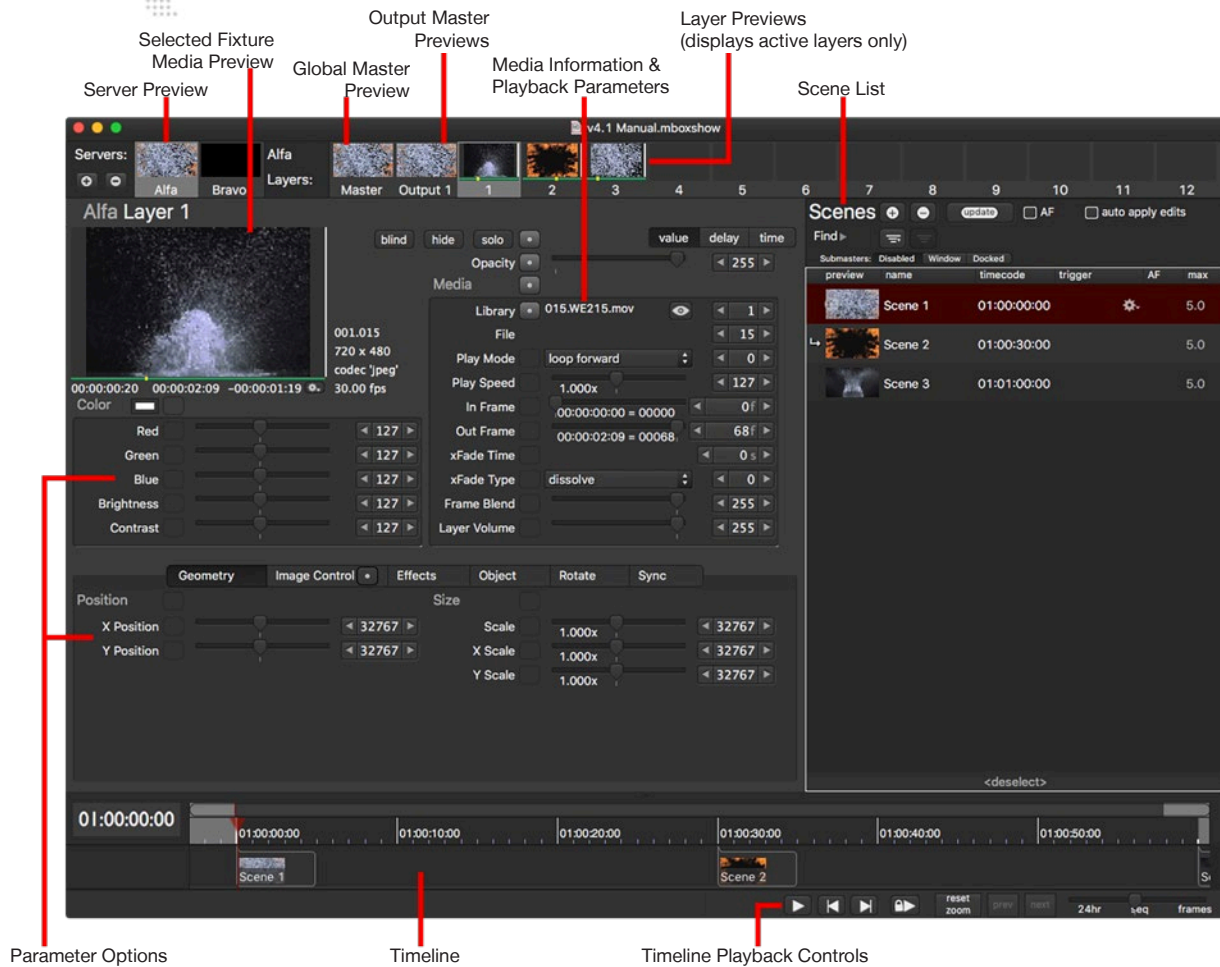 Output Master
Previews
Layer Previews
(displays active layers only)
Selected Fixture
Media Preview
Global Master
Preview
Media Information &
Playback Parameters
Server Preview
Scene List
v4.1 Manual.mboxshow
Servers:
Alfa
Layers:
Alfa Bravo Master Output 1 1 2 3 4 5 6 7 8 9 10 11 12
Alfa Layer 1
blind hide solo value delay time
Opacity 255
Media
Library 015.WE215.mov 1
File 15
Play Mode loop forward 0
Play Speed 1.000x 127
In Frame 00:00:00:00 = 00000 0f
Out Frame 00:00:02:09 = 00068 68f
xFade Time 0 s
xFade Type dissolve 0
Frame Blend 255
Layer Volume 255
001.015
720 x 480
codec 'jpeg'
30.00 fps
00:00:00:20 00:00:02:09 -00:00:01:19
Color
Red 127
Green 127
Blue 127
Brightness 127
Contrast 127
Geometry Image Control Effects Object Rotate Sync
Position
X Position 32767
Y Position 32767
Size
Scale 1.000x 32767
X Scale 1.000x 32767
Y Scale 1.000x 32767
Scenes update AF auto apply edits
Find
Submasters: Disabled Window Docked
preview name timecode trigger AF max
Scene 1 01:00:00:00 5.0
Scene 2 01:00:30:00 5.0
Scene 3 01:01:00:00 5.0
<deselect>
01:00:00:00
01:00:00:00 01:00:10:00 01:00:20:00 01:00:30:00 01:00:40:00 01:00:50:00
Scene 1 Scene 2
reset
zoom
prev next 24hr seq frames
Parameter Options
Timeline
Timeline Playback Controls